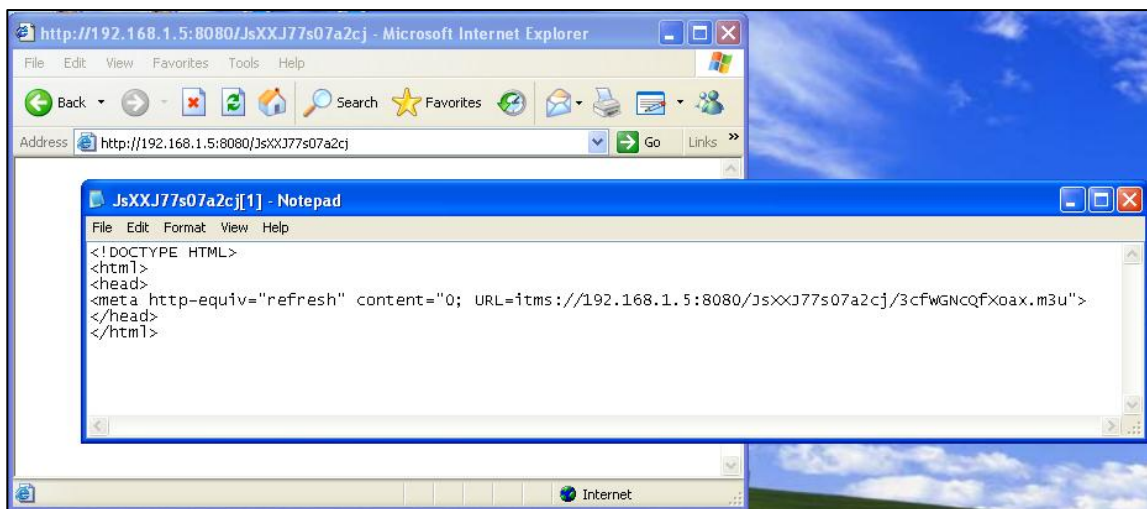 http://192.168.1.5:8080/JsXXJ77s07a2cj - Microsoft Internet Explorer
File Edit View Favorites Tools Help
Back Search Favorites
Address http://192.168.1.5:8080/JsXXJ77s07a2cj Go Links »
JsXXJ77s07a2cj[1] - Notepad
File Edit Format View Help
<!DOCTYPE HTML>
<html>
<head>
<meta http-equiv="refresh" content="0; URL=itms://192.168.1.5:8080/JsXXJ77s07a2cj/3cfwGNcQfXoax.m3u">
</head>
</html>
Internet